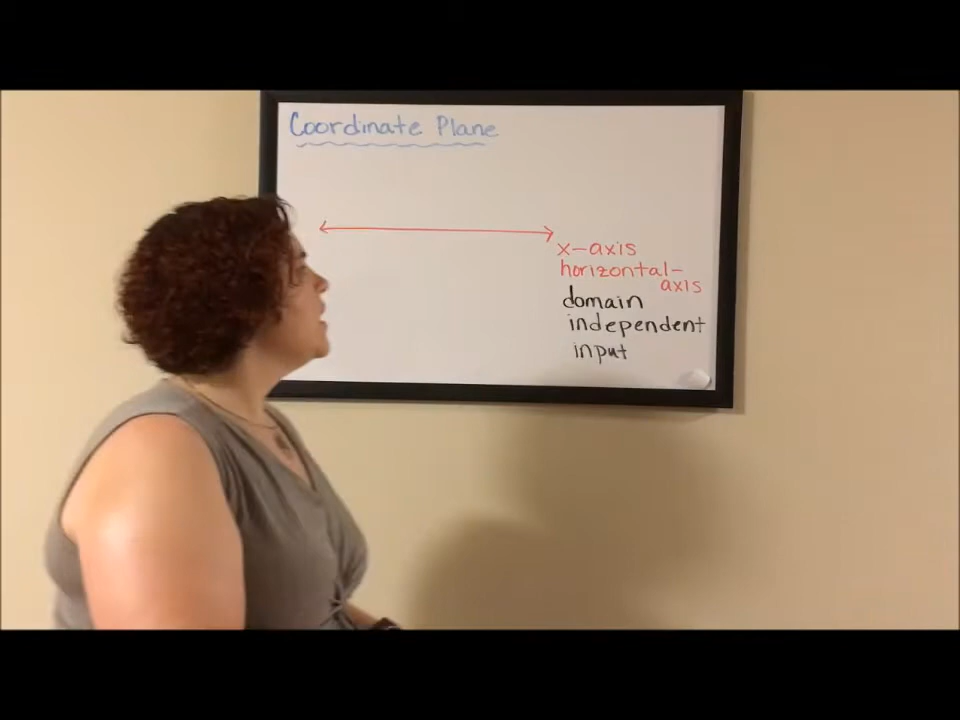 Coordinate Plane
x-axis
horizontal-
axis
domain
independent
input